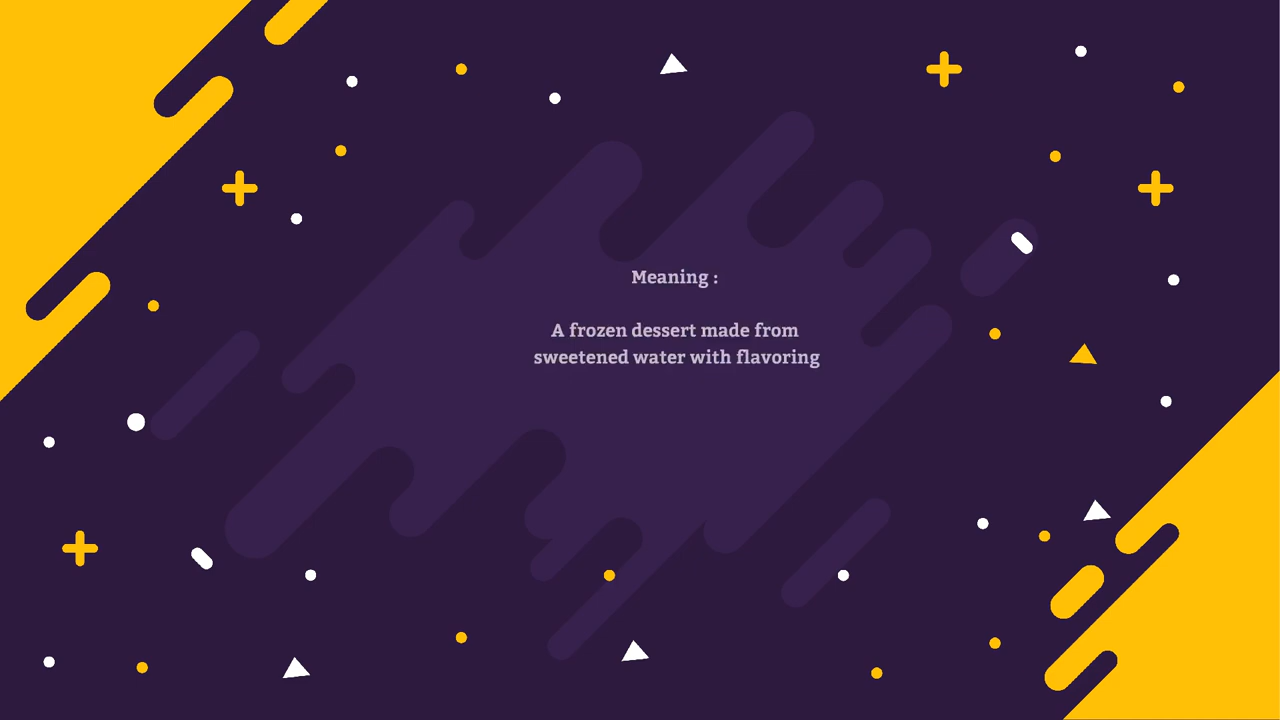 Meaning :
A frozen dessert made from
sweetened water with flavoring